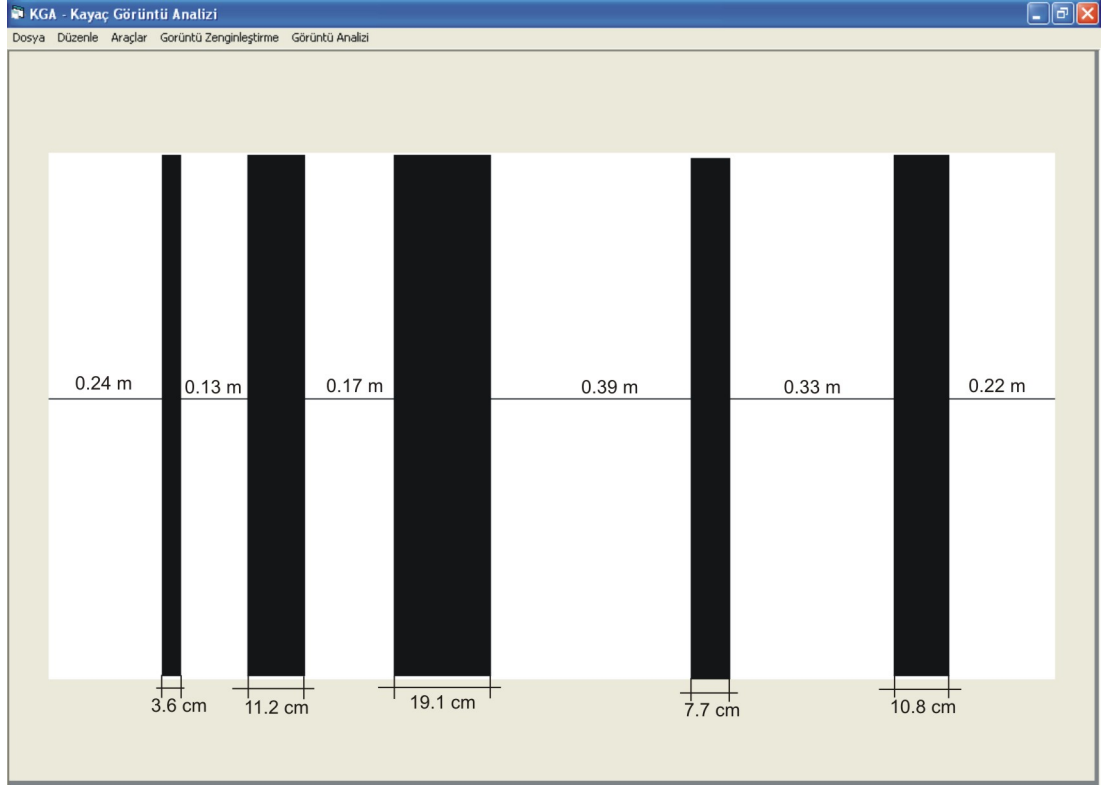 KGA - Kayaç Görüntü Analizi
Dosya Düzenle Araçlar Goruntü Zenginleştirme Görüntü Analizi
0.24 m 0.13 m 0.17 m 0.39 m 0.33 m 0.22 m
3.6 cm 11.2 cm 19.1 cm 7.7 cm 10.8 cm